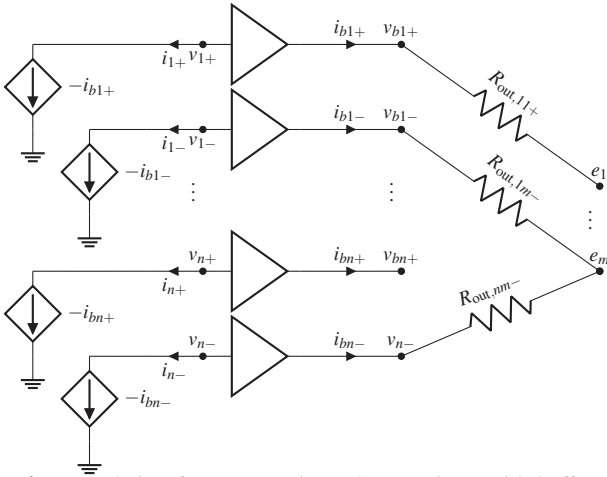 i_{b1+} v_{b1+}
i_{1+} v_{1+}
−i_{b1+}
R_{out,11+}
i_{b1−} v_{b1−}
i_{1−} v_{1−}
−i_{b1−}
R_{out,1m−}
e_1
⋮ ⋮ ⋮
v_{n+} i_{bn+} v_{bn+}
i_{n+}
e_m
−i_{bn+}
R_{out,nm−}
v_{n−} i_{bn−} v_{n−}
i_{n−}
−i_{bn−}